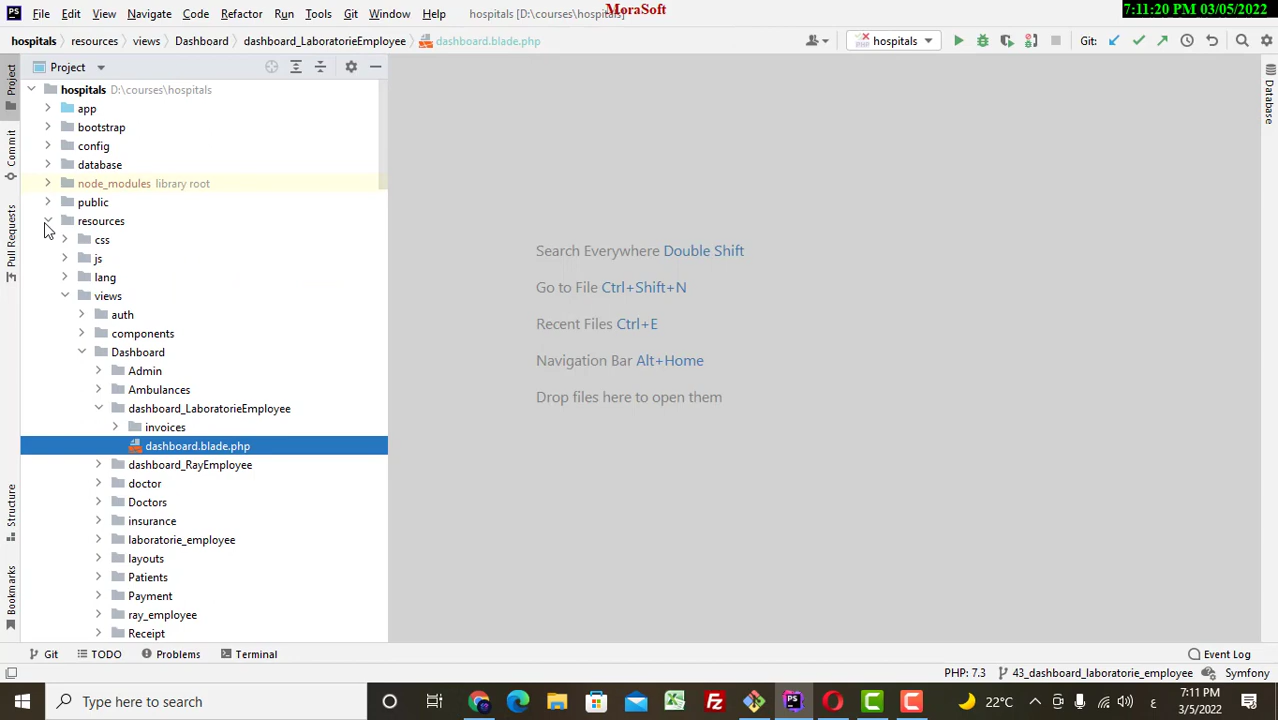 File Edit View Navigate Code Refactor Run Tools Git Window Help hospitals [D:\courses\hospitals]
MoraSoft
7:11:20 PM 03/05/2022
hospitals resources views Dashboard dashboard_LaboratorieEmployee dashboard.blade.php
hospitals
Git:
Project
Project
Commit
Pull Requests
Structure
Bookmarks
hospitals D:\courses\hospitals
app
bootstrap
config
database
node_modules library root
public
resources
css
js
lang
views
auth
components
Dashboard
Admin
Ambulances
dashboard_LaboratorieEmployee
invoices
dashboard.blade.php
dashboard_RayEmployee
doctor
Doctors
insurance
laboratorie_employee
layouts
Patients
Payment
ray_employee
Receipt
Search Everywhere Double Shift
Go to File Ctrl+Shift+N
Recent Files Ctrl+E
Navigation Bar Alt+Home
Drop files here to open them
Database
Git TODO Problems Terminal Event Log
PHP: 7.3 43_dashboard_laboratorie_employee Symfony
Type here to search
22°C
7:11 PM
3/5/2022